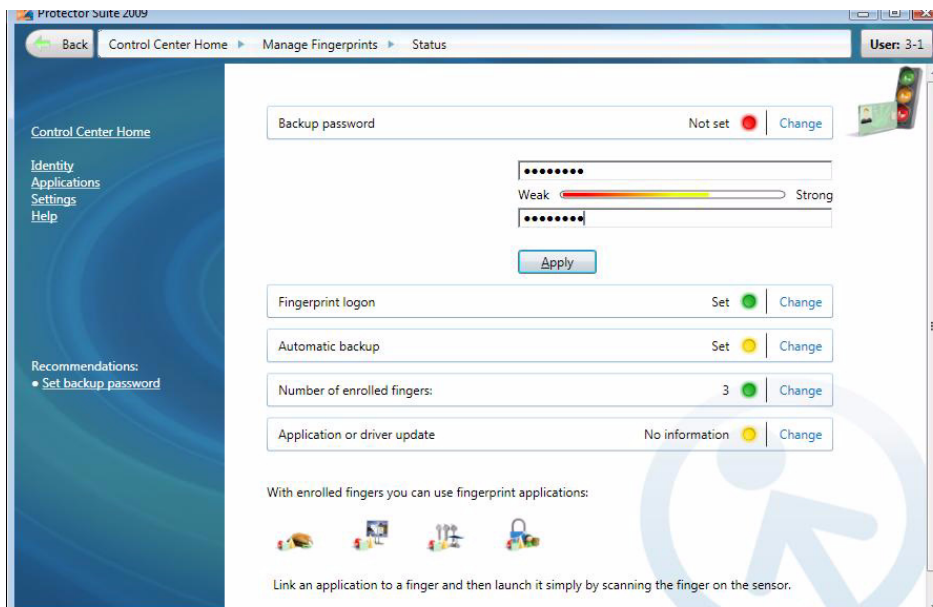 Protector Suite 2009
Back Control Center Home Manage Fingerprints Status User: 3-1
Control Center Home
Identity
Applications
Settings
Help
Recommendations:
• Set backup password
Backup password Not set Change
••••••••
Weak Strong
••••••••
Apply
Fingerprint logon Set Change
Automatic backup Set Change
Number of enrolled fingers: 3 Change
Application or driver update No information Change
With enrolled fingers you can use fingerprint applications:
Link an application to a finger and then launch it simply by scanning the finger on the sensor.